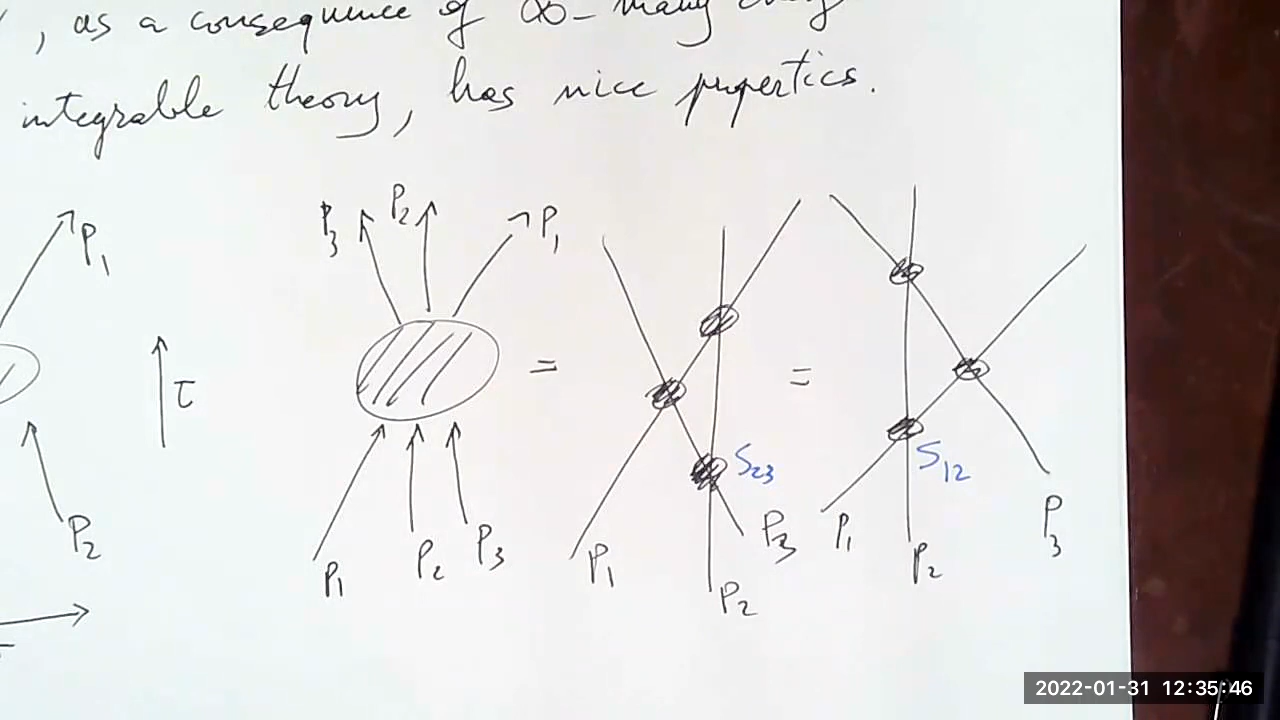 , as a consequence of ∞-many
integrable theory, has nice properties.
P₁
P₂
τ
P₃ P₂ P₁
P₁ P₂ P₃
=
S₂₃
P₁ P₂ P₃
=
S₁₂
P₁ P₂ P₃
2022-01-31 12:35:46